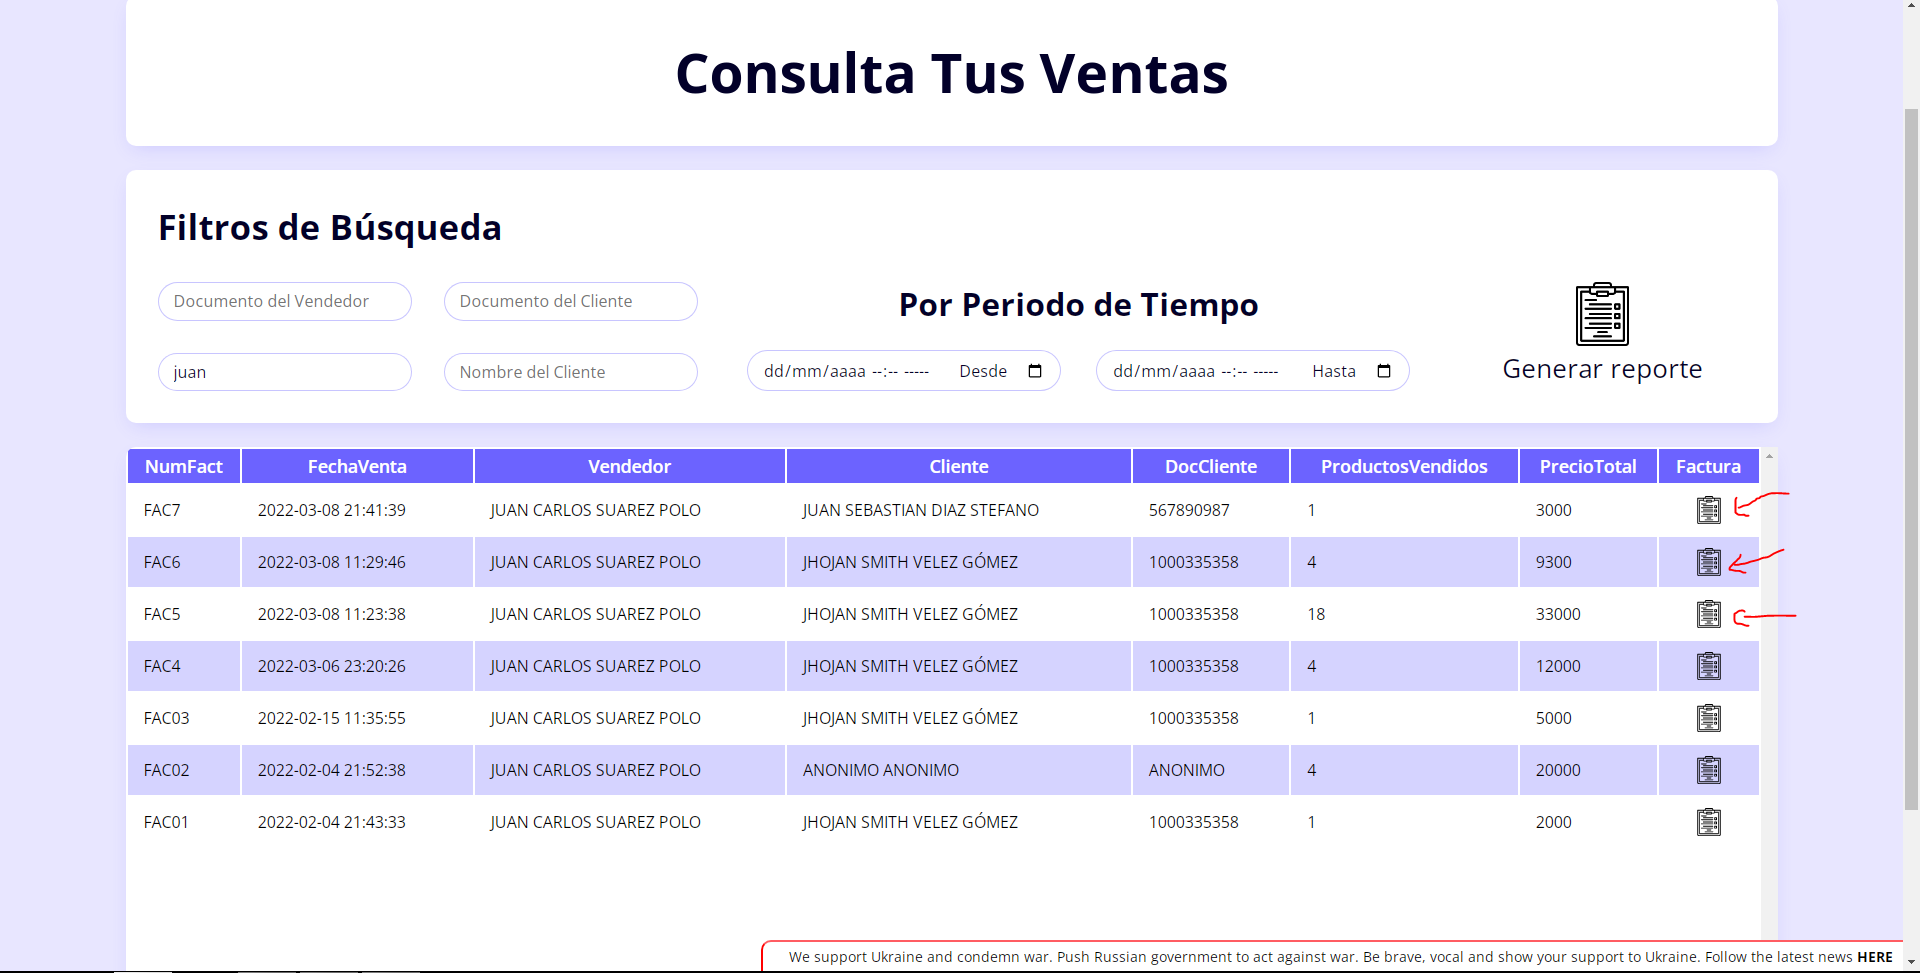 Consulta Tus Ventas
Filtros de Búsqueda
Documento del Vendedor
Documento del Cliente
juan
Nombre del Cliente
Por Periodo de Tiempo
dd/mm/aaaa --:-- ----- Desde
dd/mm/aaaa --:-- ----- Hasta
Generar reporte
NumFact FechaVenta Vendedor Cliente DocCliente ProductosVendidos PrecioTotal Factura
FAC7 2022-03-08 21:41:39 JUAN CARLOS SUAREZ POLO JUAN SEBASTIAN DIAZ STEFANO 567890987 1 3000
FAC6 2022-03-08 11:29:46 JUAN CARLOS SUAREZ POLO JHOJAN SMITH VELEZ GÓMEZ 1000335358 4 9300
FAC5 2022-03-08 11:23:38 JUAN CARLOS SUAREZ POLO JHOJAN SMITH VELEZ GÓMEZ 1000335358 18 33000
FAC4 2022-03-06 23:20:26 JUAN CARLOS SUAREZ POLO JHOJAN SMITH VELEZ GÓMEZ 1000335358 4 12000
FAC03 2022-02-15 11:35:55 JUAN CARLOS SUAREZ POLO JHOJAN SMITH VELEZ GÓMEZ 1000335358 1 5000
FAC02 2022-02-04 21:52:38 JUAN CARLOS SUAREZ POLO ANONIMO ANONIMO ANONIMO 4 20000
FAC01 2022-02-04 21:43:33 JUAN CARLOS SUAREZ POLO JHOJAN SMITH VELEZ GÓMEZ 1000335358 1 2000
We support Ukraine and condemn war. Push Russian government to act against war. Be brave, vocal and show your support to Ukraine. Follow the latest news HERE